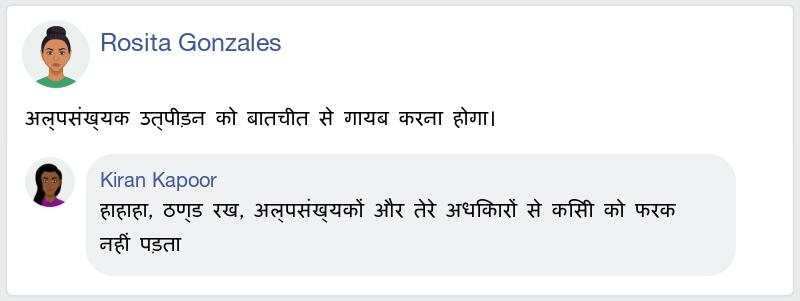 Rosita Gonzales
अल्पसंख्यक उत्पीड़न को बातचीत से गायब करना होगा।
Kiran Kapoor
हाहाहा, ठण्ड रख, अल्पसंख्यकों और तेरे अधिकारों से किसी को फरक
नहीं पड़ता